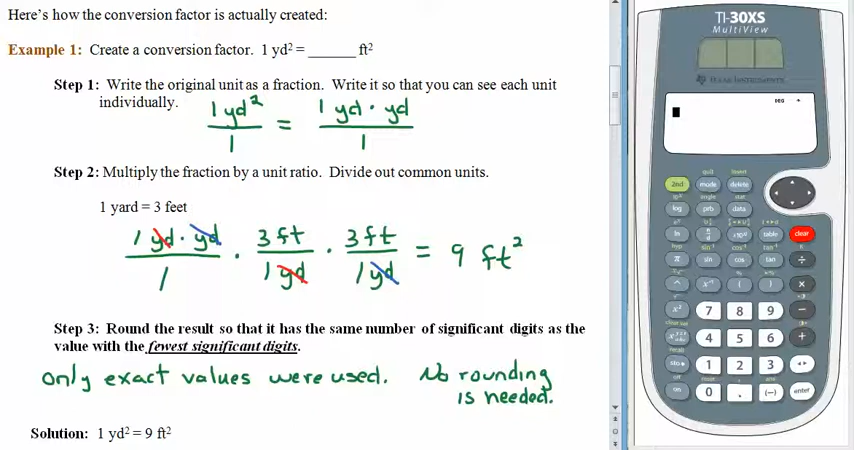 Here's how the conversion factor is actually created:
Example 1: Create a conversion factor. 1 yd² = ______ ft²
Step 1: Write the original unit as a fraction. Write it so that you can see each unit
individually.
1 yd² / 1 = 1 yd · yd / 1
Step 2: Multiply the fraction by a unit ratio. Divide out common units.
1 yard = 3 feet
1 yd · yd / 1 · 3 ft / 1 yd · 3 ft / 1 yd = 9 ft²
Step 3: Round the result so that it has the same number of significant digits as the
value with the fewest significant digits.
only exact values were used. No rounding
is needed.
Solution: 1 yd² = 9 ft²
TI-30XS
MultiView
TEXAS INSTRUMENTS
DEG
quit insert
2nd mode delete
angle stat
log prb data
ln n/d table clear
π sin cos tan ÷
^ x⁻¹ ( ) ×
x² 7 8 9 −
4 5 6 +
recall
sto▸ 1 2 3 ◂▸
off
on 0 . (−) enter